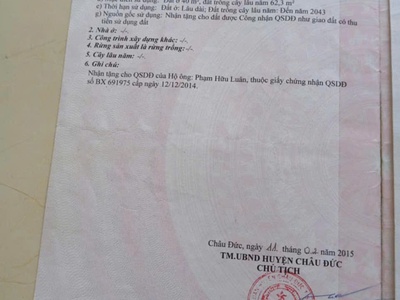 Đất ở 40 m², đất trồng cây lâu năm 62,3 m²
e) Thời hạn sử dụng: Đất ở: Lâu dài; Đất trồng cây lâu năm: Đến năm 2043
g) Nguồn gốc sử dụng: Nhận tặng cho đất được Công nhận QSDĐ như giao đất có thu
tiền sử dụng đất
2. Nhà ở: -/-.
3. Công trình xây dựng khác: -/-.
4. Rừng sản xuất là rừng trồng: -/-.
5. Cây lâu năm: -/-.
6. Ghi chú:
Nhận tặng cho QSDĐ của Hộ ông: Phạm Hữu Luân, thuộc giấy chứng nhận QSDĐ
số BX 691975 cấp ngày 12/12/2014.
Châu Đức, ngày 11 tháng 02 năm 2015
TM.UBND HUYỆN CHÂU ĐỨC
CHỦ TỊCH